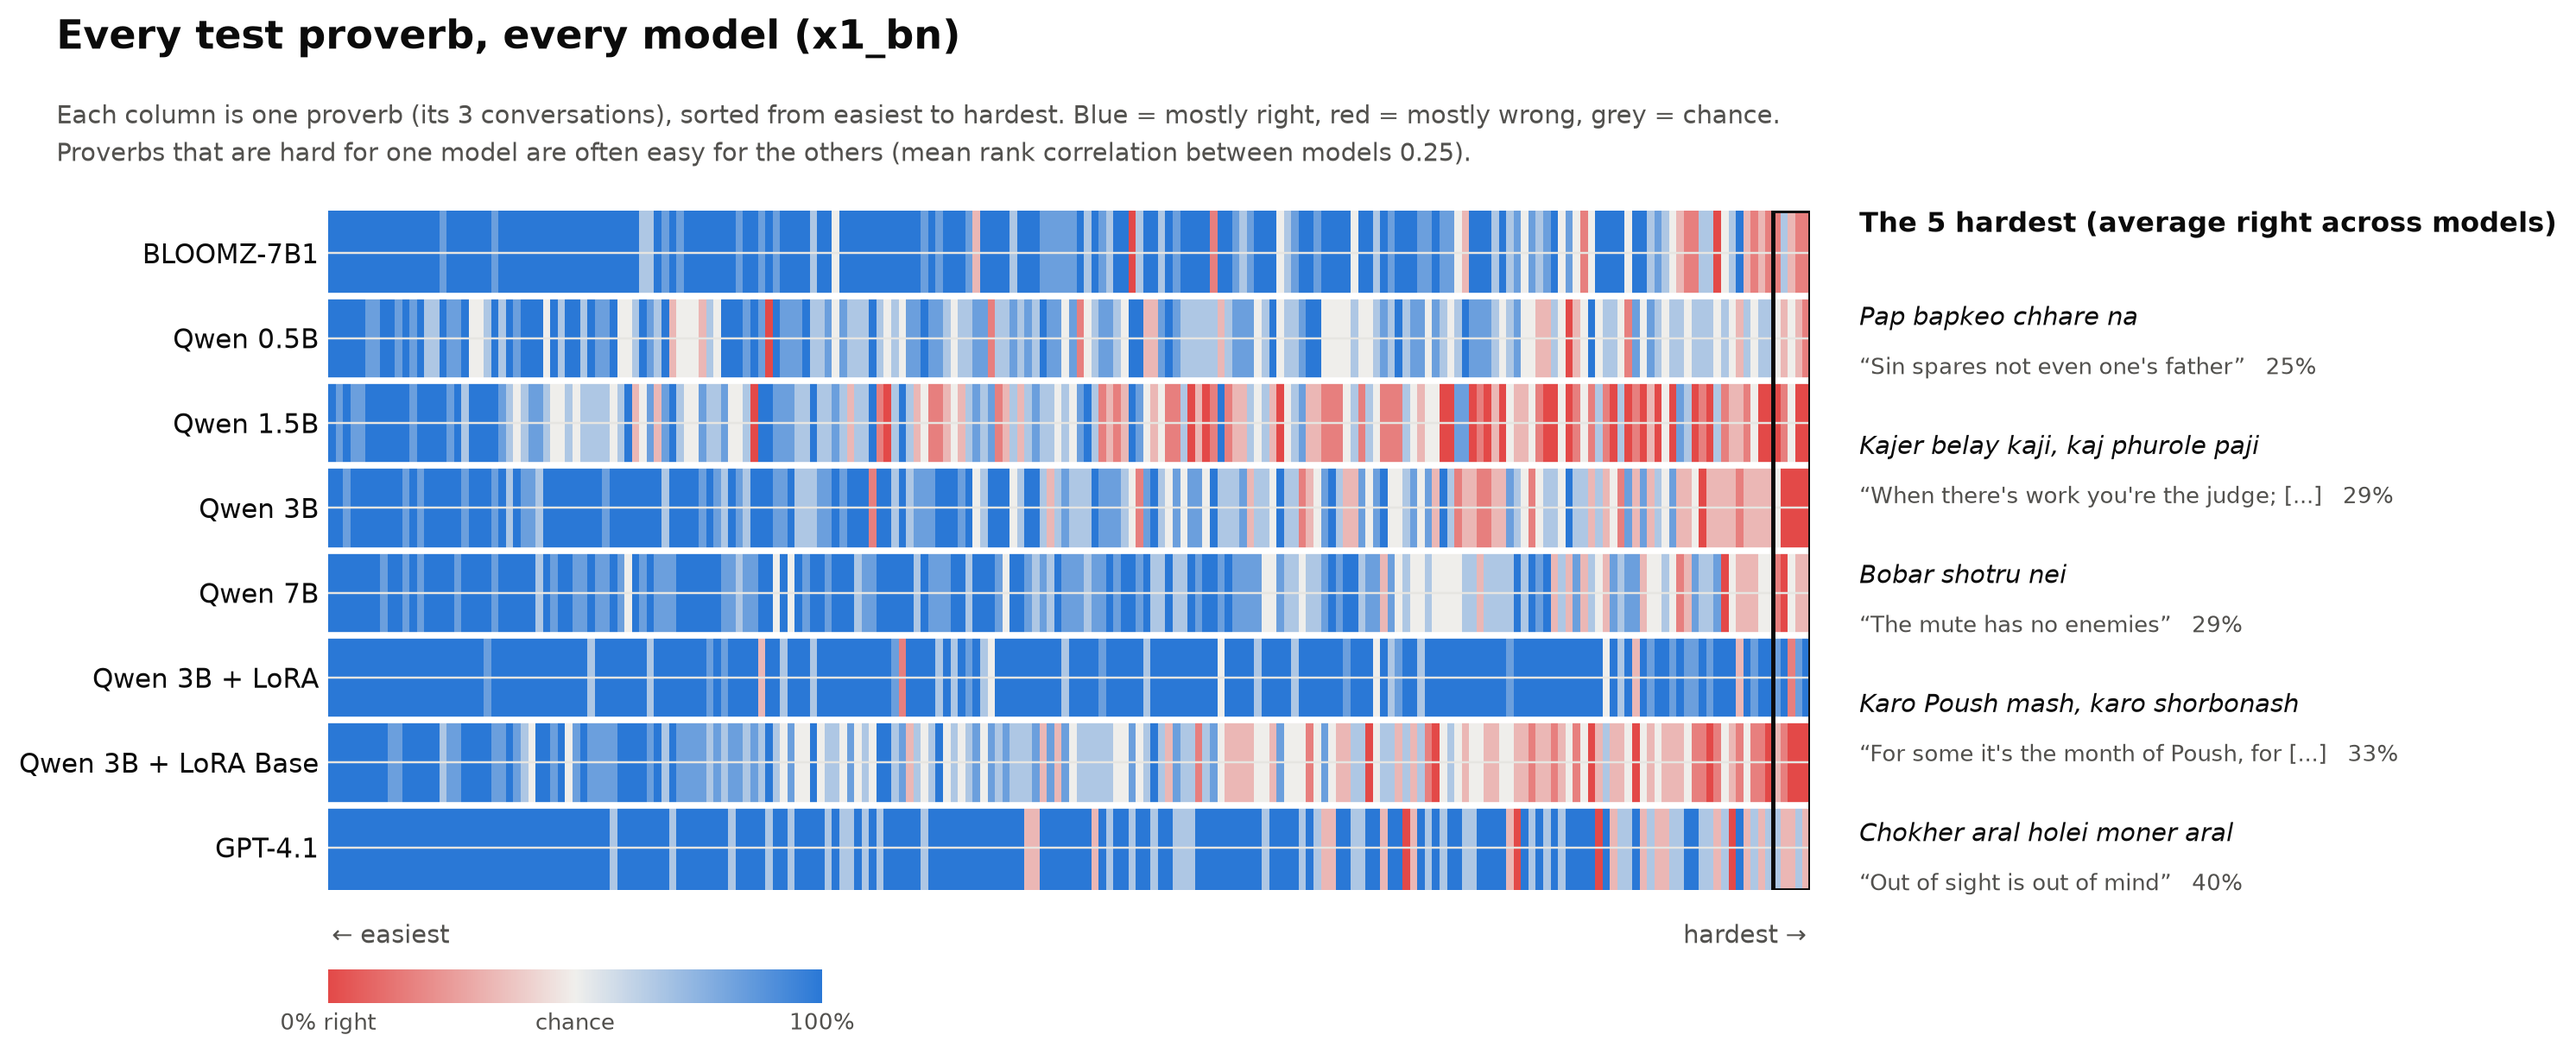 Every test proverb, every model (x1_bn)
Each column is one proverb (its 3 conversations), sorted from easiest to hardest. Blue = mostly right, red = mostly wrong, grey = chance.
Proverbs that are hard for one model are often easy for the others (mean rank correlation between models 0.25).
BLOOMZ-7B1
Qwen 0.5B
Qwen 1.5B
Qwen 3B
Qwen 7B
Qwen 3B + LoRA
Qwen 3B + LoRA Base
GPT-4.1
← easiest
hardest →
0% right
chance
100%
The 5 hardest (average right across models)
Pap bapkeo chhare na
“Sin spares not even one's father” 25%
Kajer belay kaji, kaj phurole paji
“When there's work you're the judge; [...] 29%
Bobar shotru nei
“The mute has no enemies” 29%
Karo Poush mash, karo shorbonash
“For some it's the month of Poush, for [...] 33%
Chokher aral holei moner aral
“Out of sight is out of mind” 40%